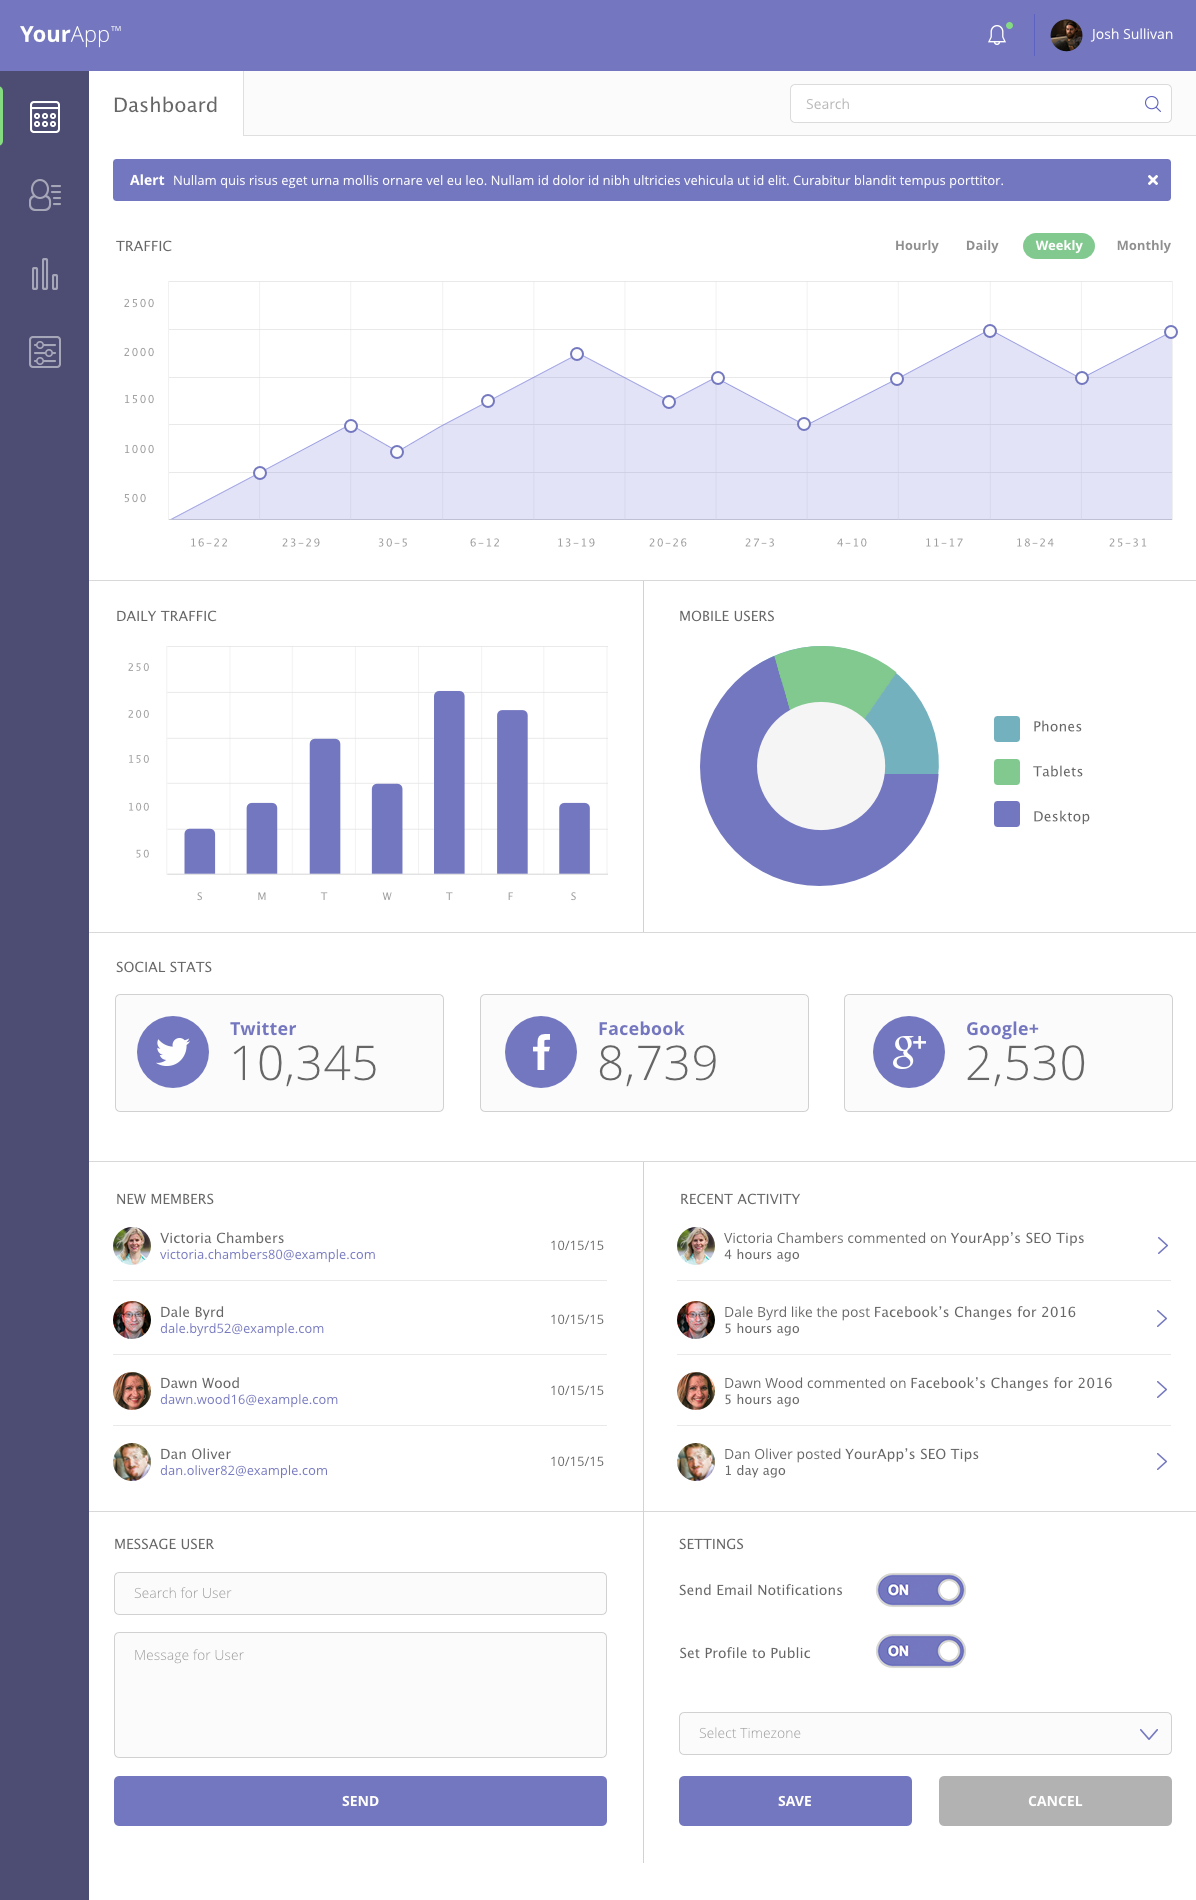 YourApp™
Josh Sullivan
Dashboard
Search
Alert Nullam quis risus eget urna mollis ornare vel eu leo. Nullam id dolor id nibh ultricies vehicula ut id elit. Curabitur blandit tempus porttitor.
TRAFFIC
Hourly Daily Weekly Monthly
2500
2000
1500
1000
500
16-22 23-29 30-5 6-12 13-19 20-26 27-3 4-10 11-17 18-24 25-31
DAILY TRAFFIC
250
200
150
100
50
S M T W T F S
MOBILE USERS
Phones
Tablets
Desktop
SOCIAL STATS
Twitter
10,345
Facebook
8,739
g+
Google+
2,530
NEW MEMBERS
Victoria Chambers
victoria.chambers80@example.com
10/15/15
Dale Byrd
dale.byrd52@example.com
10/15/15
Dawn Wood
dawn.wood16@example.com
10/15/15
Dan Oliver
dan.oliver82@example.com
10/15/15
RECENT ACTIVITY
Victoria Chambers commented on YourApp's SEO Tips
4 hours ago
Dale Byrd like the post Facebook's Changes for 2016
5 hours ago
Dawn Wood commented on Facebook's Changes for 2016
5 hours ago
Dan Oliver posted YourApp's SEO Tips
1 day ago
MESSAGE USER
Search for User
Message for User
SEND
SETTINGS
Send Email Notifications ON
Set Profile to Public ON
Select Timezone
SAVE CANCEL